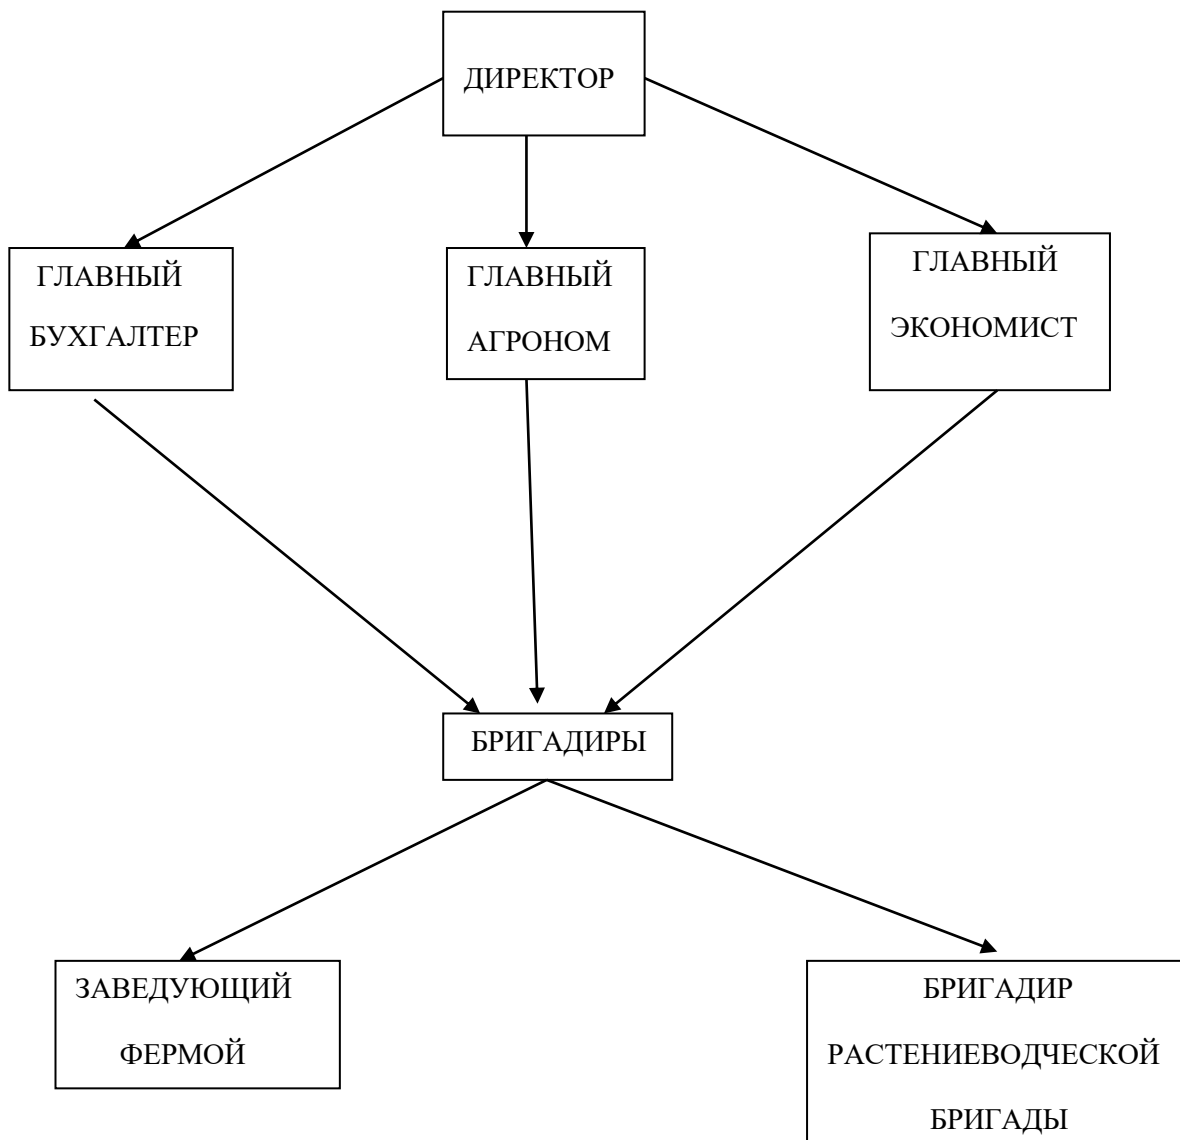 ДИРЕКТОР
ГЛАВНЫЙ
БУХГАЛТЕР
ГЛАВНЫЙ
АГРОНОМ
ГЛАВНЫЙ
ЭКОНОМИСТ
БРИГАДИРЫ
ЗАВЕДУЮЩИЙ
ФЕРМОЙ
БРИГАДИР
РАСТЕНИЕВОДЧЕСКОЙ
БРИГАДЫ